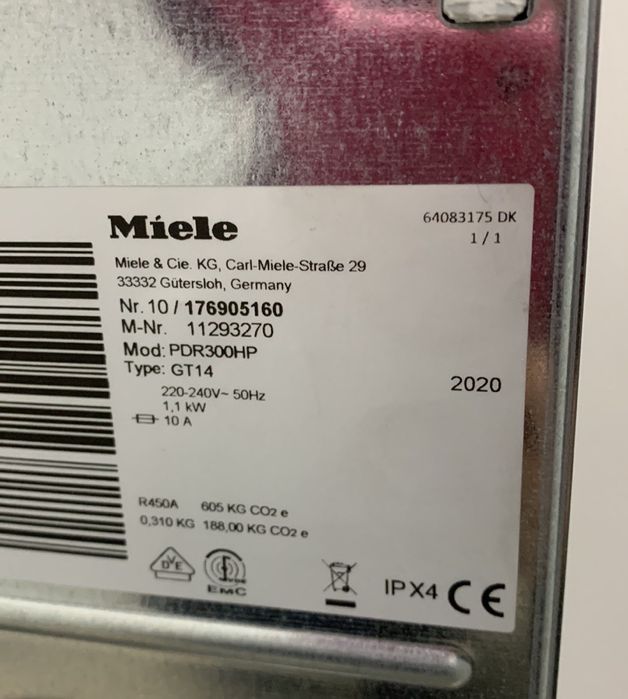 Miele
64083175 DK
1 / 1
Miele & Cie. KG, Carl-Miele-Straße 29
33332 Gütersloh, Germany
Nr. 10 / 176905160
M-Nr. 11293270
Mod: PDR300HP
Type: GT14
2020
220-240V~ 50Hz
1,1 kW
10 A
R450A 605 KG CO2 e
0,310 KG 188,00 KG CO2 e
DVE
EMC
IPX4 CE